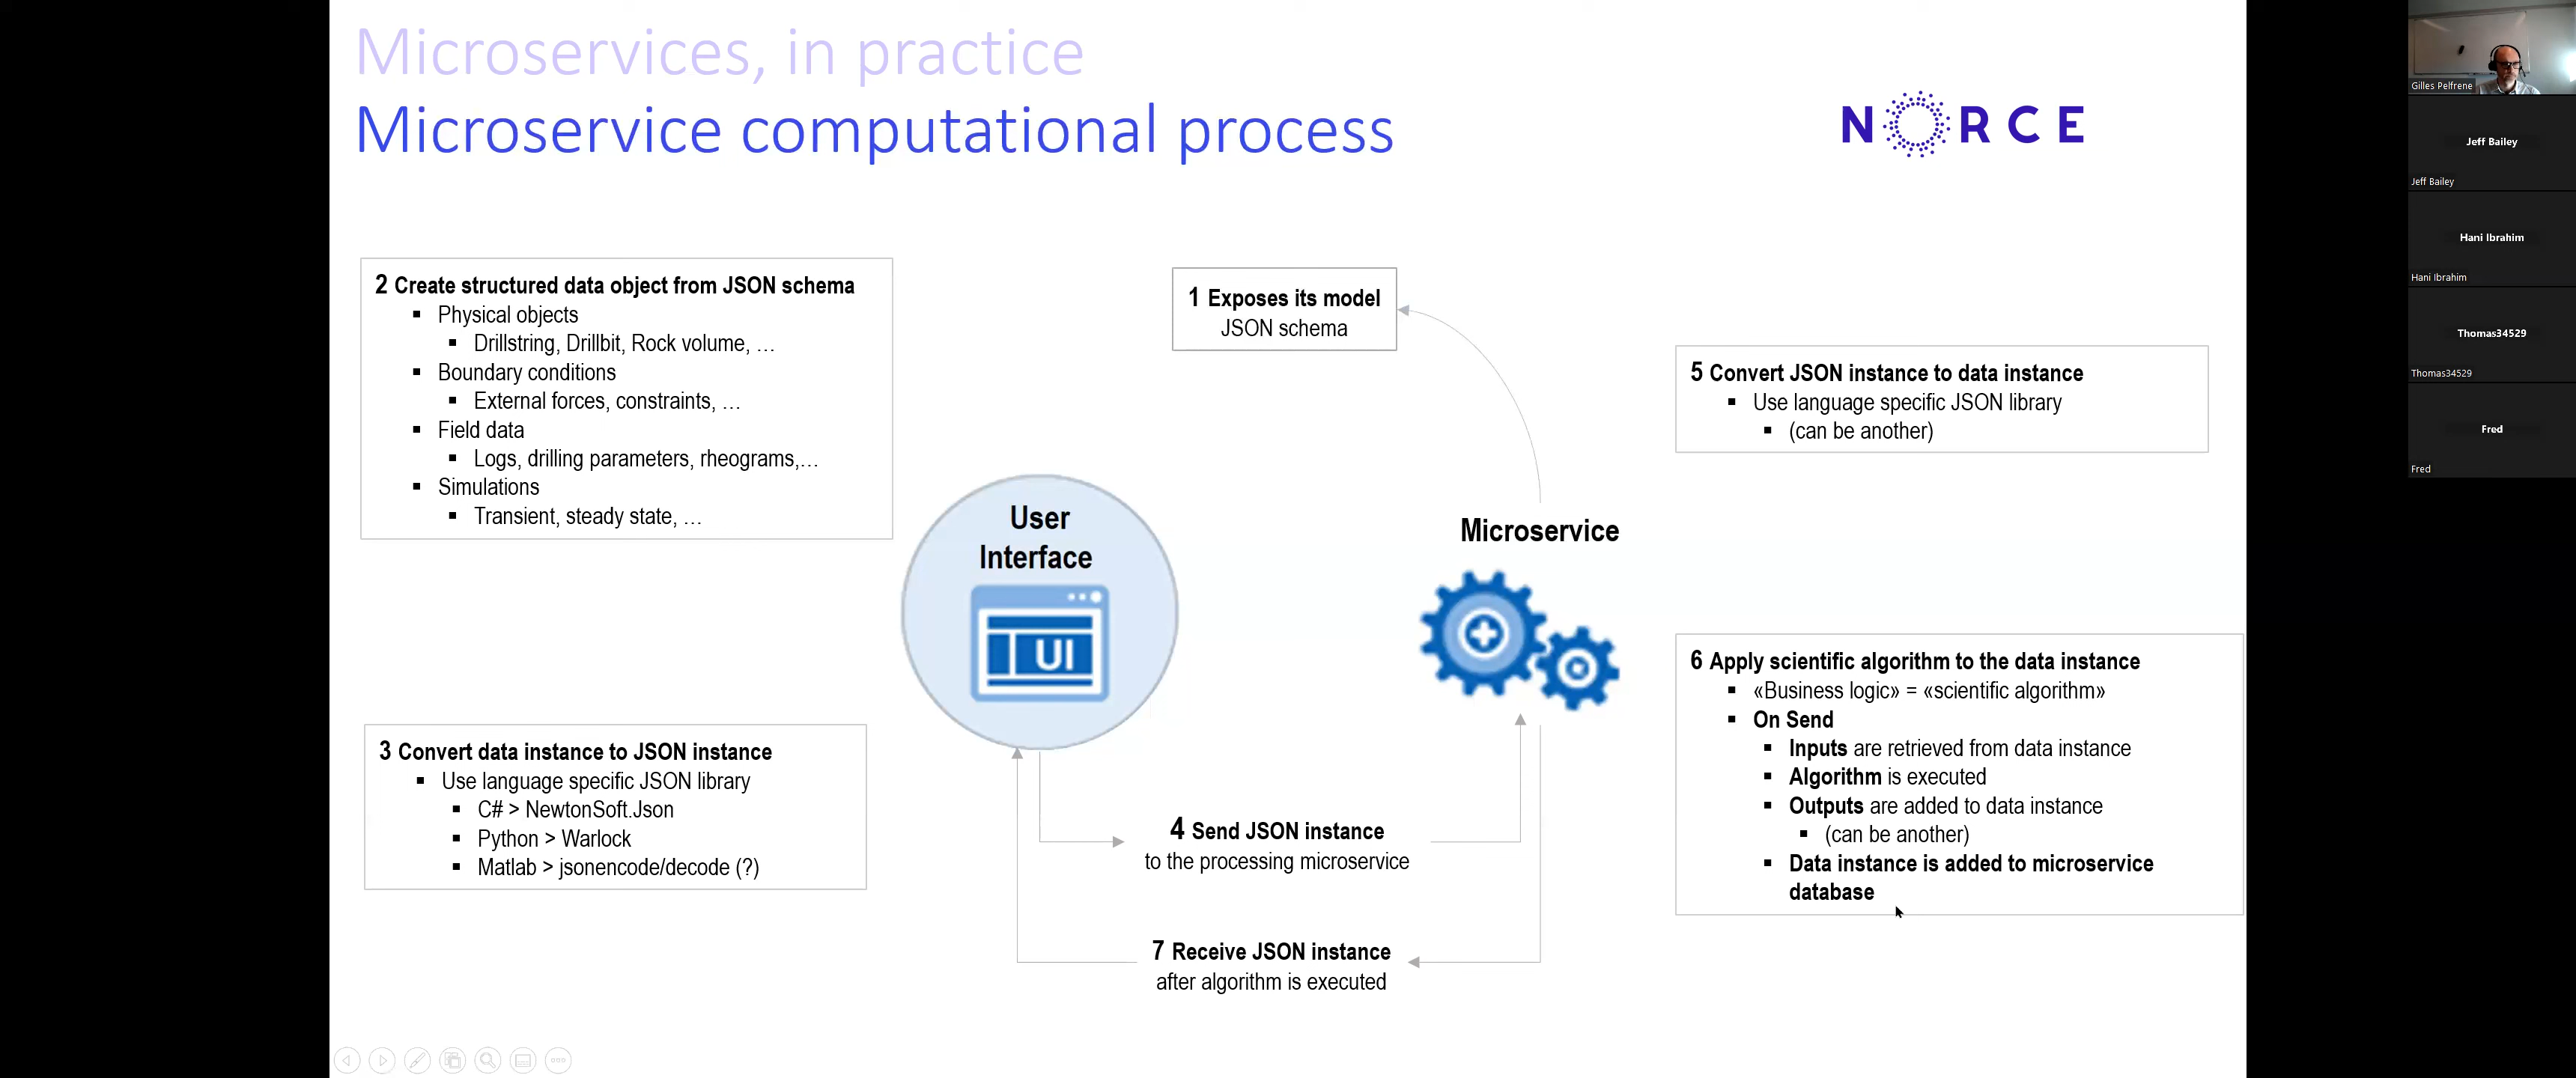 Microservices, in practice
Microservice computational process
NORCE
2 Create structured data object from JSON schema
▪ Physical objects
▪ Drillstring, Drillbit, Rock volume, …
▪ Boundary conditions
▪ External forces, constraints, …
▪ Field data
▪ Logs, drilling parameters, rheograms,…
▪ Simulations
▪ Transient, steady state, …
1 Exposes its model
JSON schema
5 Convert JSON instance to data instance
▪ Use language specific JSON library
▪ (can be another)
User
Interface
UI
Microservice
3 Convert data instance to JSON instance
▪ Use language specific JSON library
▪ C# > NewtonSoft.Json
▪ Python > Warlock
▪ Matlab > jsonencode/decode (?)
4 Send JSON instance
to the processing microservice
7 Receive JSON instance
after algorithm is executed
6 Apply scientific algorithm to the data instance
▪ «Business logic» = «scientific algorithm»
▪ On Send
▪ Inputs are retrieved from data instance
▪ Algorithm is executed
▪ Outputs are added to data instance
▪ (can be another)
▪ Data instance is added to microservice
database
Gilles Pelfrene
Jeff Bailey
Jeff Bailey
Hani Ibrahim
Hani Ibrahim
Thomas34529
Thomas34529
Fred
Fred